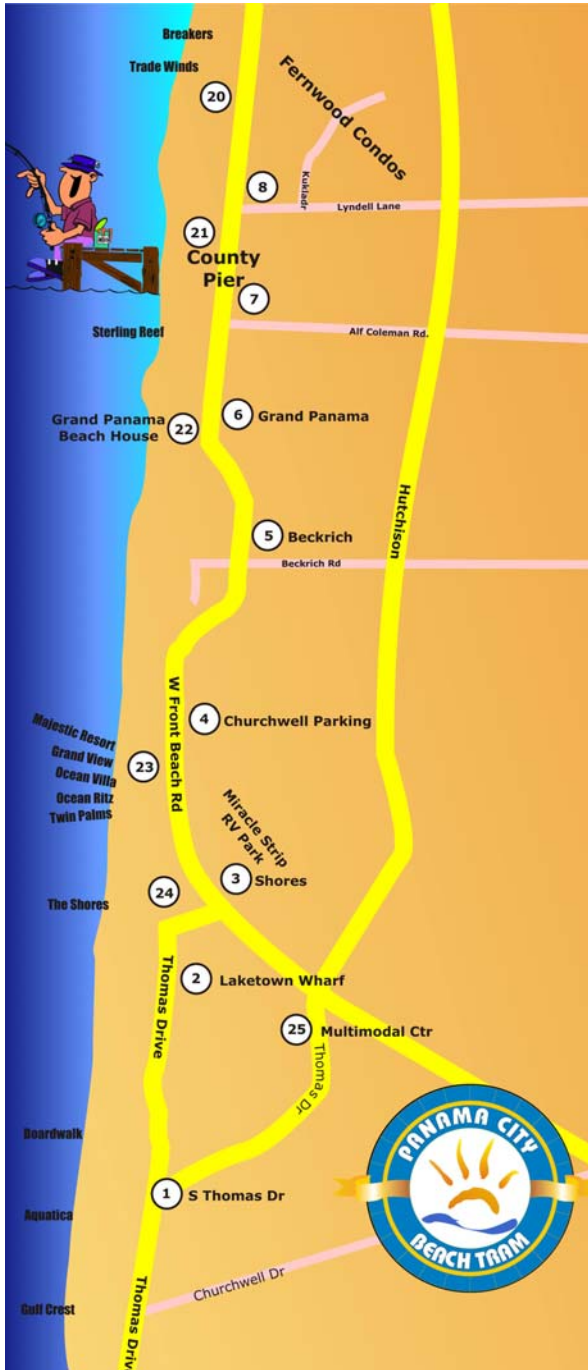 Breakers
Trade Winds
20
Fernwood Condos
8
Kukladr
Lyndell Lane
21
County
Pier
7
Sterling Reef
Alf Coleman Rd.
Grand Panama
Beach House
22
6
Grand Panama
Hutchison
5
Beckrich
Beckrich Rd
W Front Beach Rd
4
Churchwell Parking
Majestic Resort
Grand View
Ocean Villa
Ocean Ritz
Twin Palms
23
Miracle Strip
RV Park
3
Shores
24
The Shores
Thomas Drive
2
Laketown Wharf
25
Multimodal Ctr
Thomas Dr
Boardwalk
1
S Thomas Dr
Aquatica
PANAMA CITY
BEACH TRAM
Churchwell Dr
Gulf Crest
Thomas Drive